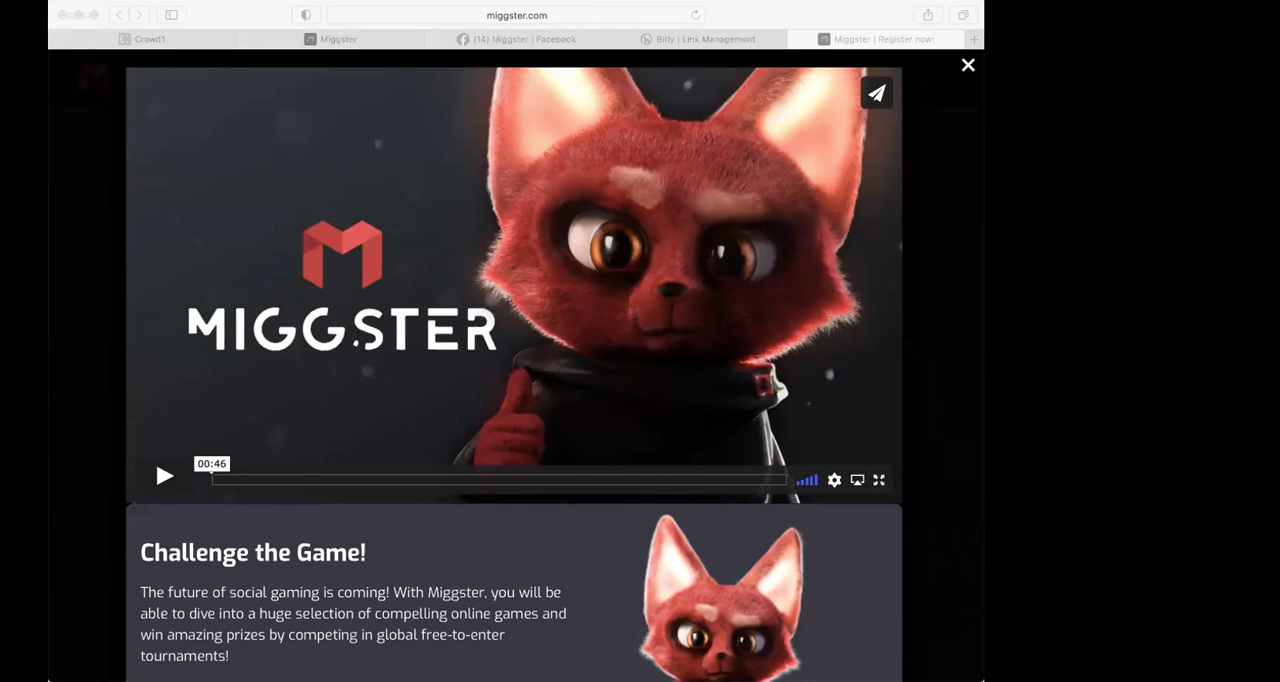 miggster.com
Crowd1
Miggster
(14) Miggster | Facebook
Bitly | Link Management
Miggster | Register now:
MIGGSTER
00:46
Challenge the Game!
The future of social gaming is coming! With Miggster, you will be
able to dive into a huge selection of compelling online games and
win amazing prizes by competing in global free-to-enter
tournaments!